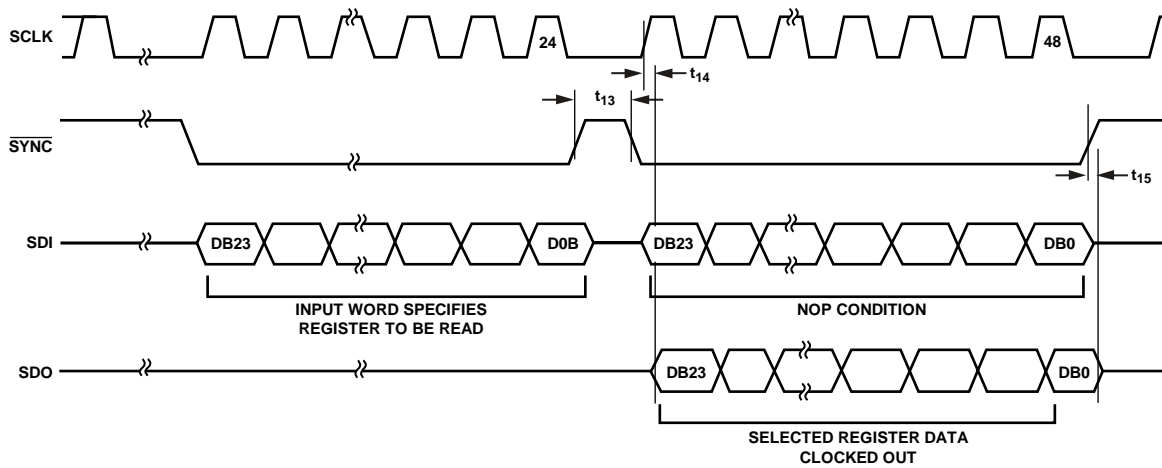 SCLK
24
48
t14
t13
SYNC
t15
SDI
DB23
D0B
DB23
DB0
INPUT WORD SPECIFIES
REGISTER TO BE READ
NOP CONDITION
SDO
DB23
DB0
SELECTED REGISTER DATA
CLOCKED OUT